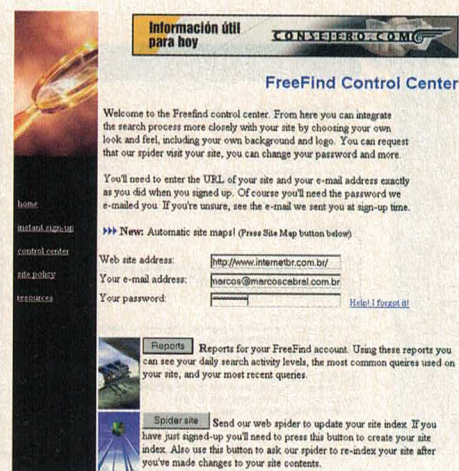 Información útil
para hoy
CONSEJERO.COM
FreeFind Control Center
Welcome to the Freefind control center. From here you can integrate
the search process more closely with your site by choosing your own
look and feel, including your own background and logo. You can request
that our spider visit your site, you can change your password and more.
You'll need to enter the URL of your site and your e-mail address exactly
as you did when you signed up. Of course you'll need the password we
e-mailed you. If you're unsure, see the e-mail we sent you at sign-up time.
home
instant sign-up
control center
site policy
resources
New: Automatic site maps! (Press Site Map button below)
Web site address: http://www.internetbr.com.br/
Your e-mail address: marcos@marcoscabral.com.br
Your password: Help! I forgot it!
Reports Reports for your FreeFind account. Using these reports you
can see your daily search activity levels, the most common queires used on
your site, and your most recent queries.
Spider site Send our web spider to update your site index. If you
have just signed-up you'll need to press this button to create your site
index. Also use this button to ask our spider to re-index your site after
you've made changes to your site contents.